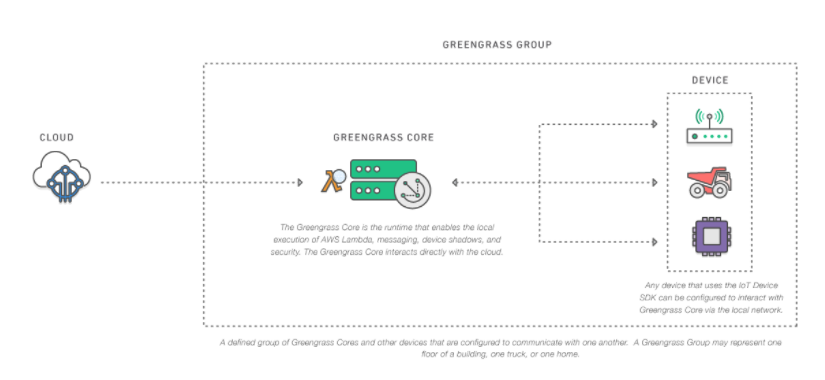 GREENGRASS GROUP
DEVICE
CLOUD
GREENGRASS CORE
The Greengrass Core is the runtime that enables the local
execution of AWS Lambda, messaging, device shadows, and
security. The Greengrass Core interacts directly with the cloud.
Any device that uses the IoT Device
SDK can be configured to interact with
Greengrass Core via the local network.
A defined group of Greengrass Cores and other devices that are configured to communicate with one another. A Greengrass Group may represent one
floor of a building, one truck, or one home.